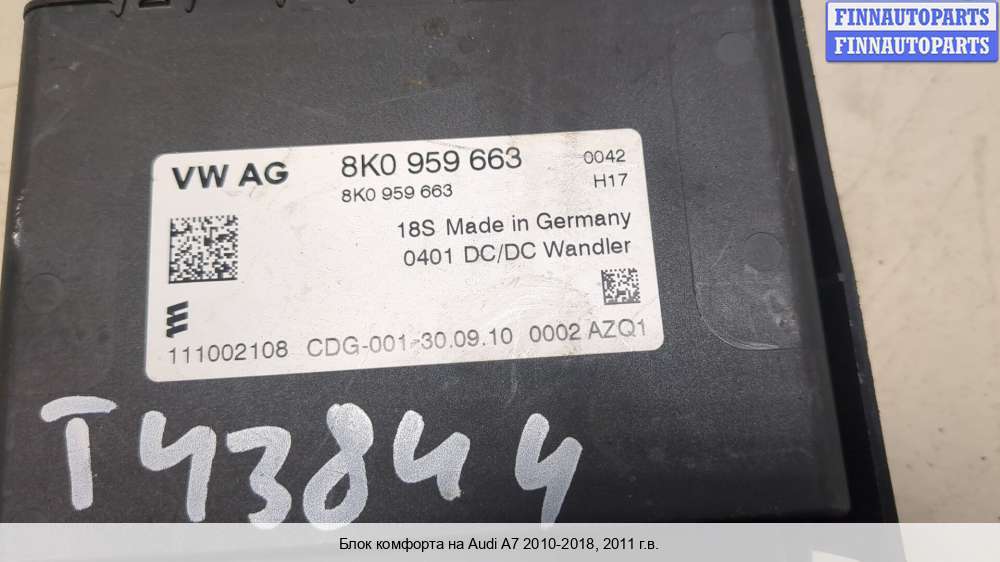 FINNAUTOPARTS
FINNAUTOPARTS
VW AG
8K0 959 663
0042
8K0 959 663
H17
18S Made in Germany
0401 DC/DC Wandler
111002108 CDG-001-30.09.10 0002 AZQ1
T43844
Блок комфорта на Audi A7 2010-2018, 2011 г.в.